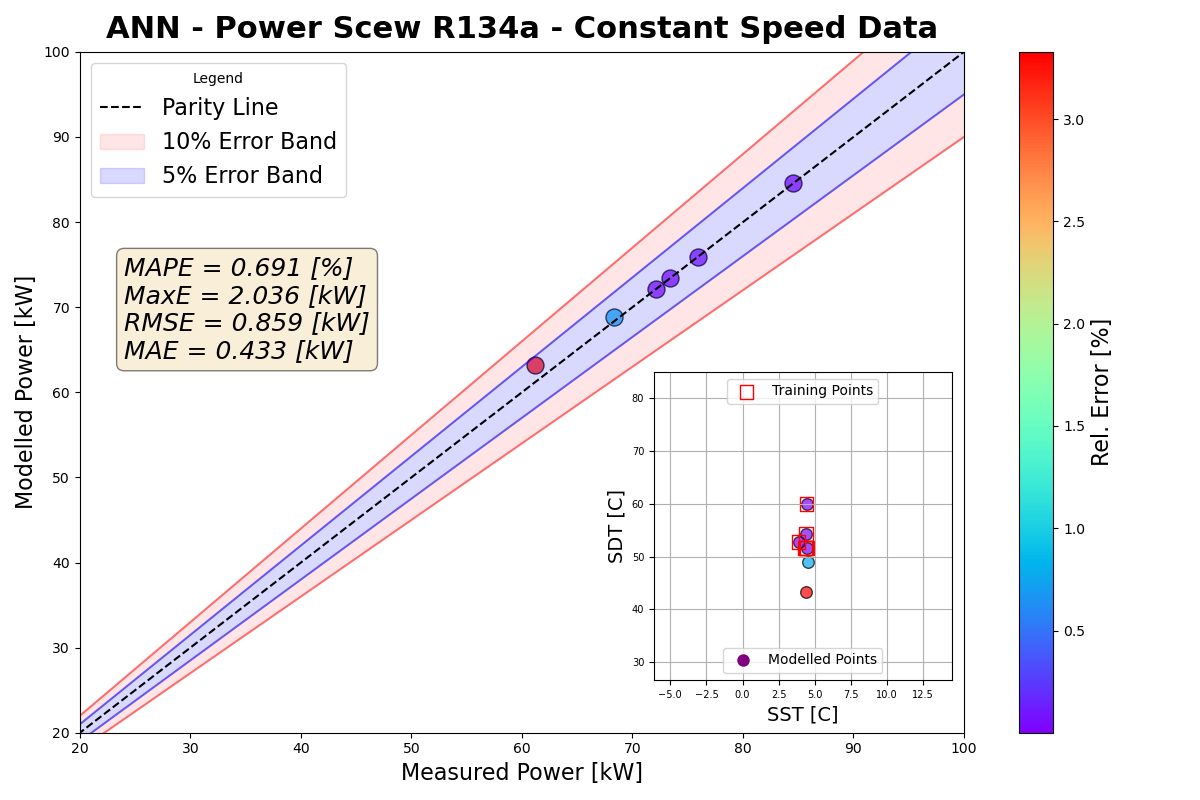 ANN - Power Scew R134a - Constant Speed Data
Legend
Parity Line
10% Error Band
5% Error Band
MAPE = 0.691 [%]
MaxE = 2.036 [kW]
RMSE = 0.859 [kW]
MAE = 0.433 [kW]
Modelled Power [kW]
100
90
80
70
60
50
40
30
20
20 30 40 50 60 70 80 90 100
Measured Power [kW]
Training Points
SDT [C]
80
70
60
50
40
30
Modelled Points
−5.0 −2.5 0.0 2.5 5.0 7.5 10.0 12.5
SST [C]
3.0
2.5
2.0
1.5
1.0
0.5
Rel. Error [%]